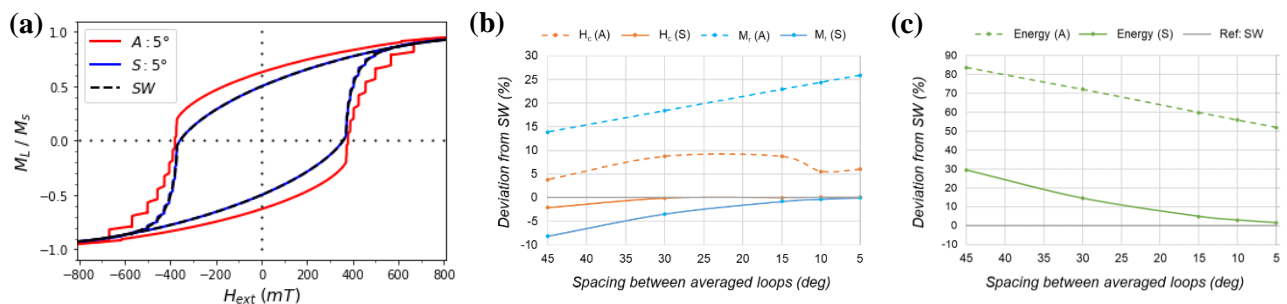 (a)
A : 5°
S : 5°
SW
M_L / M_s
1.0
0.5
0.0
−0.5
−1.0
−800 −600 −400 −200 0 200 400 600 800
H_ext (mT)
(b)
H_c (A) H_c (S) M_r (A) M_r (S)
Deviation from SW (%)
30
25
20
15
10
5
0
-5
-10
45 40 35 30 25 20 15 10 5
Spacing between averaged loops (deg)
(c)
Energy (A) Energy (S) Ref: SW
Deviation from SW (%)
90
80
70
60
50
40
30
20
10
0
-10
45 40 35 30 25 20 15 10 5
Spacing between averaged loops (deg)